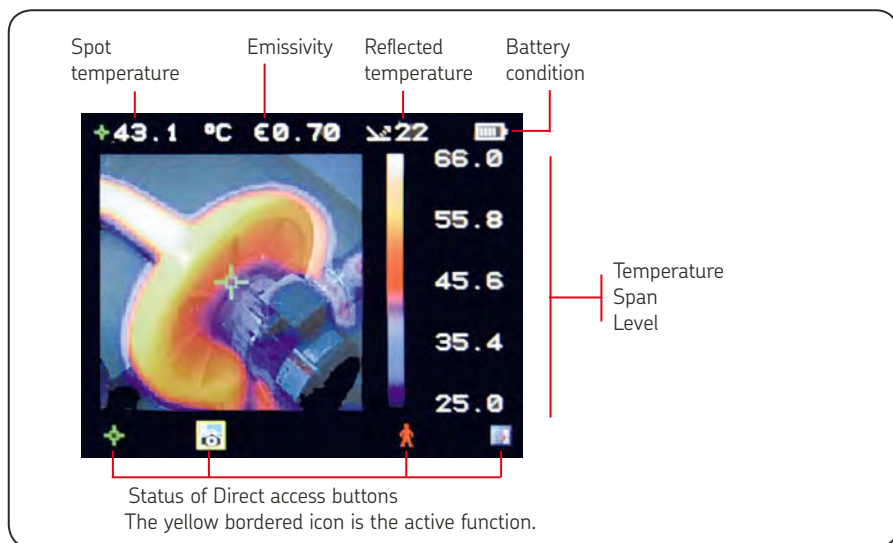 Spot
temperature
Emissivity
Reflected
temperature
Battery
condition
43.1 °C €0.70 22
66.0
55.8
45.6
35.4
25.0
Temperature
Span
Level
Status of Direct access buttons
The yellow bordered icon is the active function.